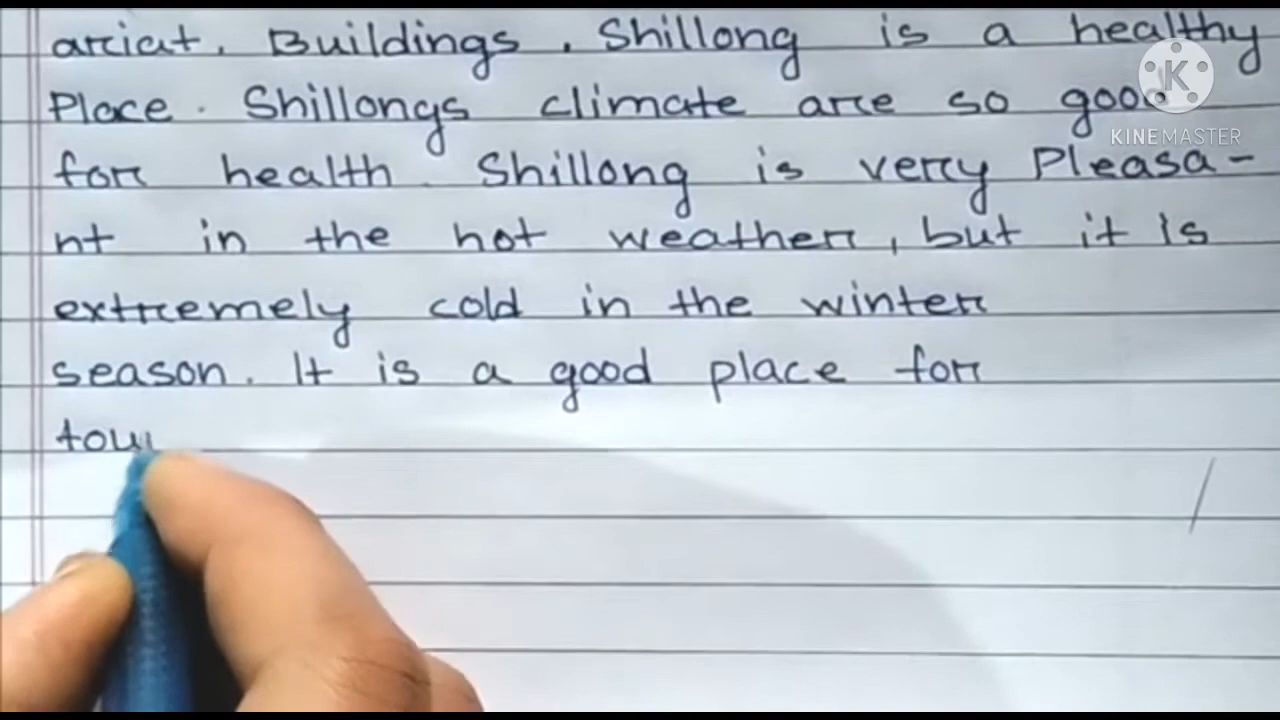 ariat. Buildings. Shillong is a healthy
Place. Shillongs climate are so good
for health. Shillong is very Pleasa-
nt in the hot weather, but it is
extremely cold in the winter
season. It is a good place for
tou
KINEMASTER